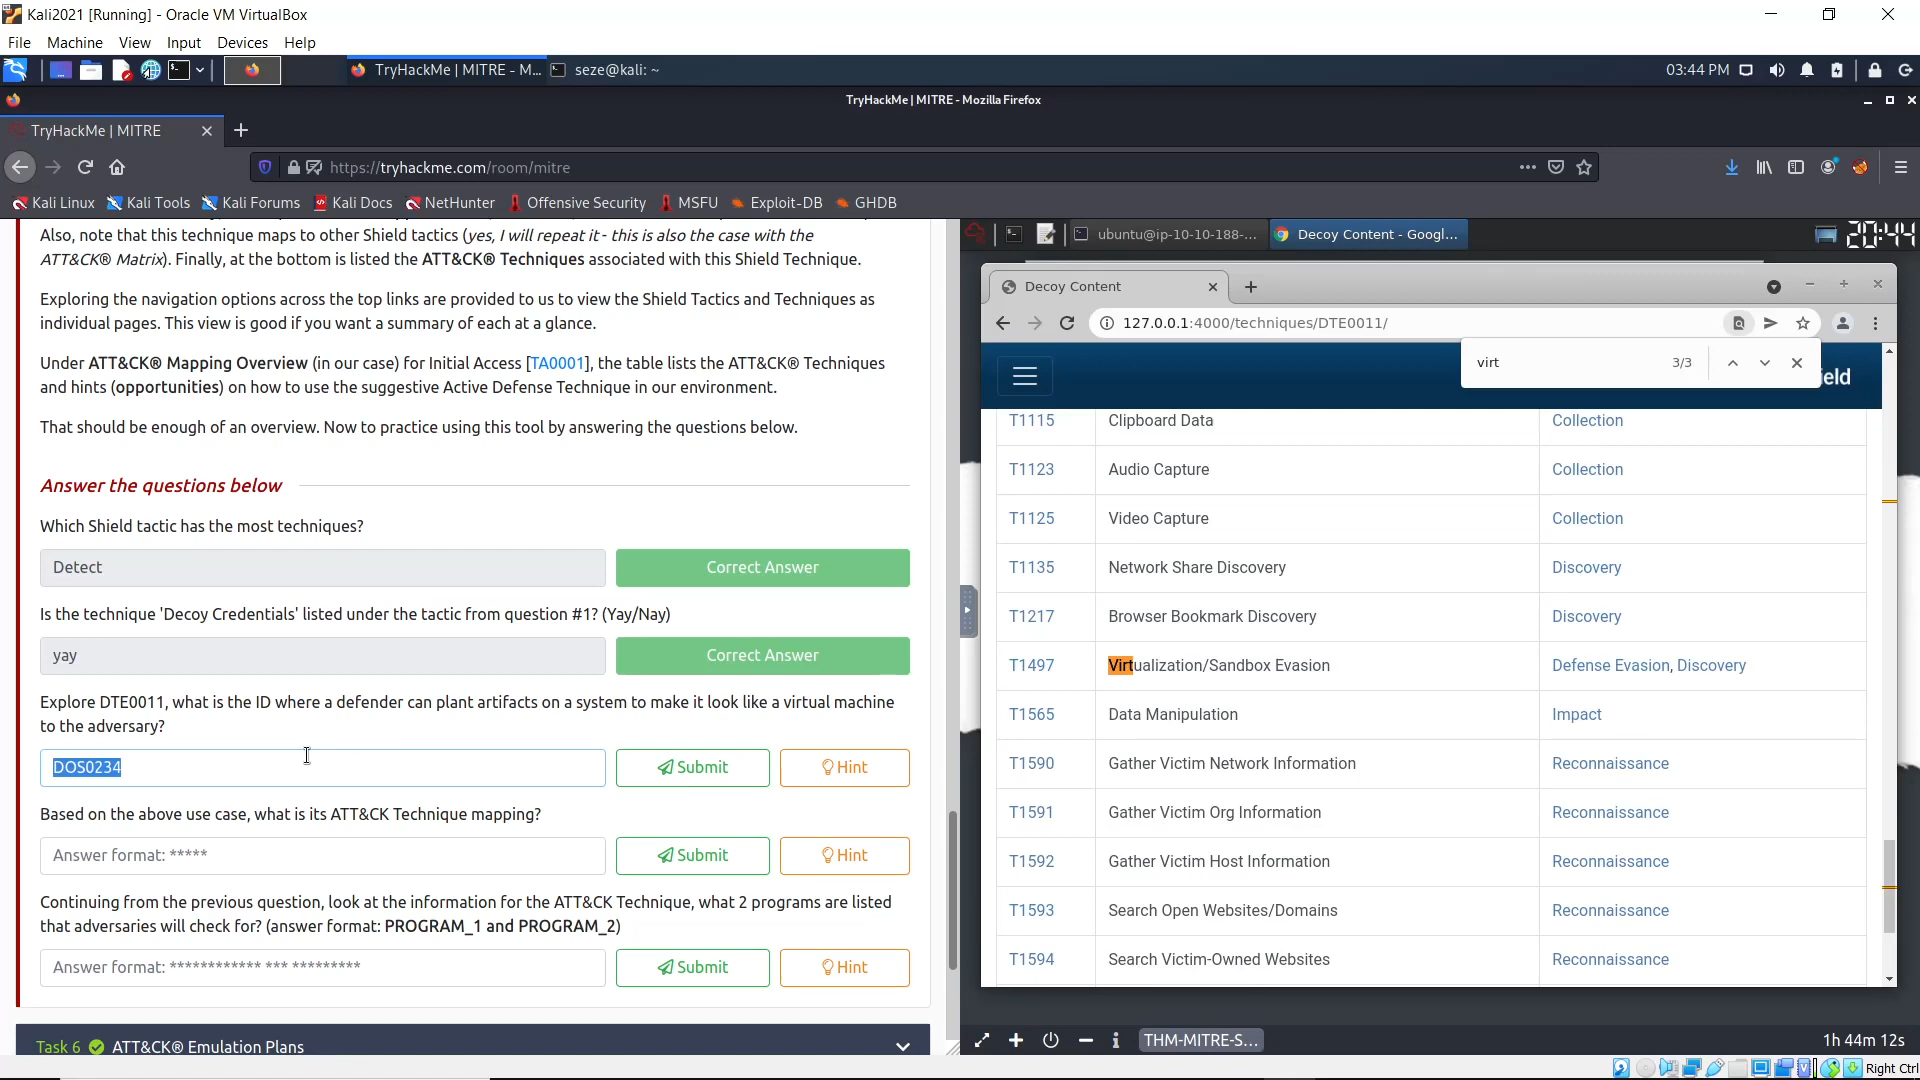 Kali2021 [Running] - Oracle VM VirtualBox
File Machine View Input Devices Help
TryHackMe | MITRE - M...
seze@kali: ~
03:44 PM
TryHackMe | MITRE - Mozilla Firefox
TryHackMe | MITRE
https://tryhackme.com/room/mitre
Kali Linux Kali Tools Kali Forums Kali Docs NetHunter Offensive Security MSFU Exploit-DB GHDB
Also, note that this technique maps to other Shield tactics (yes, I will repeat it - this is also the case with the
ATT&CK® Matrix). Finally, at the bottom is listed the ATT&CK® Techniques associated with this Shield Technique.
Exploring the navigation options across the top links are provided to us to view the Shield Tactics and Techniques as
individual pages. This view is good if you want a summary of each at a glance.
Under ATT&CK® Mapping Overview (in our case) for Initial Access [TA0001], the table lists the ATT&CK® Techniques
and hints (opportunities) on how to use the suggestive Active Defense Technique in our environment.
That should be enough of an overview. Now to practice using this tool by answering the questions below.
Answer the questions below
Which Shield tactic has the most techniques?
Detect
Correct Answer
Is the technique 'Decoy Credentials' listed under the tactic from question #1? (Yay/Nay)
yay
Correct Answer
Explore DTE0011, what is the ID where a defender can plant artifacts on a system to make it look like a virtual machine
to the adversary?
DOS0234
Submit
Hint
Based on the above use case, what is its ATT&CK Technique mapping?
Answer format: *****
Submit
Hint
Continuing from the previous question, look at the information for the ATT&CK Technique, what 2 programs are listed
that adversaries will check for? (answer format: PROGRAM_1 and PROGRAM_2)
Answer format: ************ *** *********
Submit
Hint
Task 6 ATT&CK® Emulation Plans
ubuntu@ip-10-10-188-...
Decoy Content - Googl...
20:44
Decoy Content
127.0.0.1:4000/techniques/DTE0011/
virt
3/3
eld
T1115 Clipboard Data Collection
T1123 Audio Capture Collection
T1125 Video Capture Collection
T1135 Network Share Discovery Discovery
T1217 Browser Bookmark Discovery Discovery
T1497 Virtualization/Sandbox Evasion Defense Evasion, Discovery
T1565 Data Manipulation Impact
T1590 Gather Victim Network Information Reconnaissance
T1591 Gather Victim Org Information Reconnaissance
T1592 Gather Victim Host Information Reconnaissance
T1593 Search Open Websites/Domains Reconnaissance
T1594 Search Victim-Owned Websites Reconnaissance
THM-MITRE-S...
1h 44m 12s
Right Ctrl